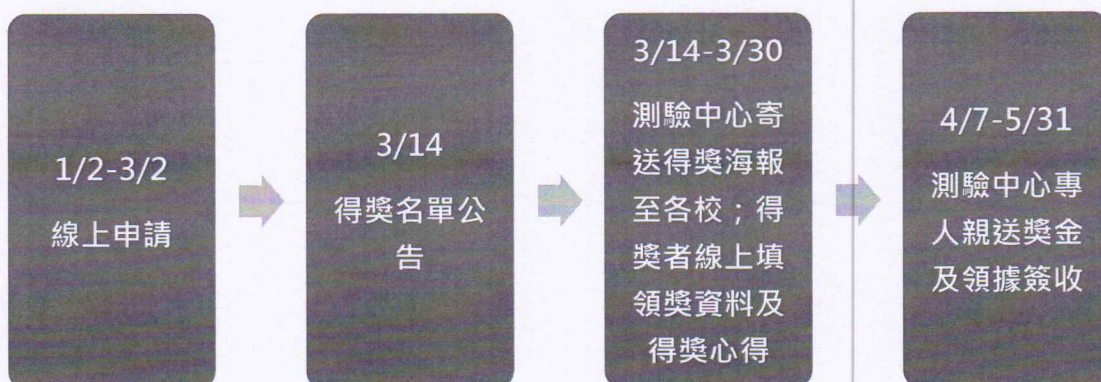 1/2-3/2
線上申請
3/14
得獎名單公
告
3/14-3/30
測驗中心寄
送得獎海報
至各校；得
獎者線上填
領獎資料及
得獎心得
4/7-5/31
測驗中心專
人親送獎金
及領據簽收